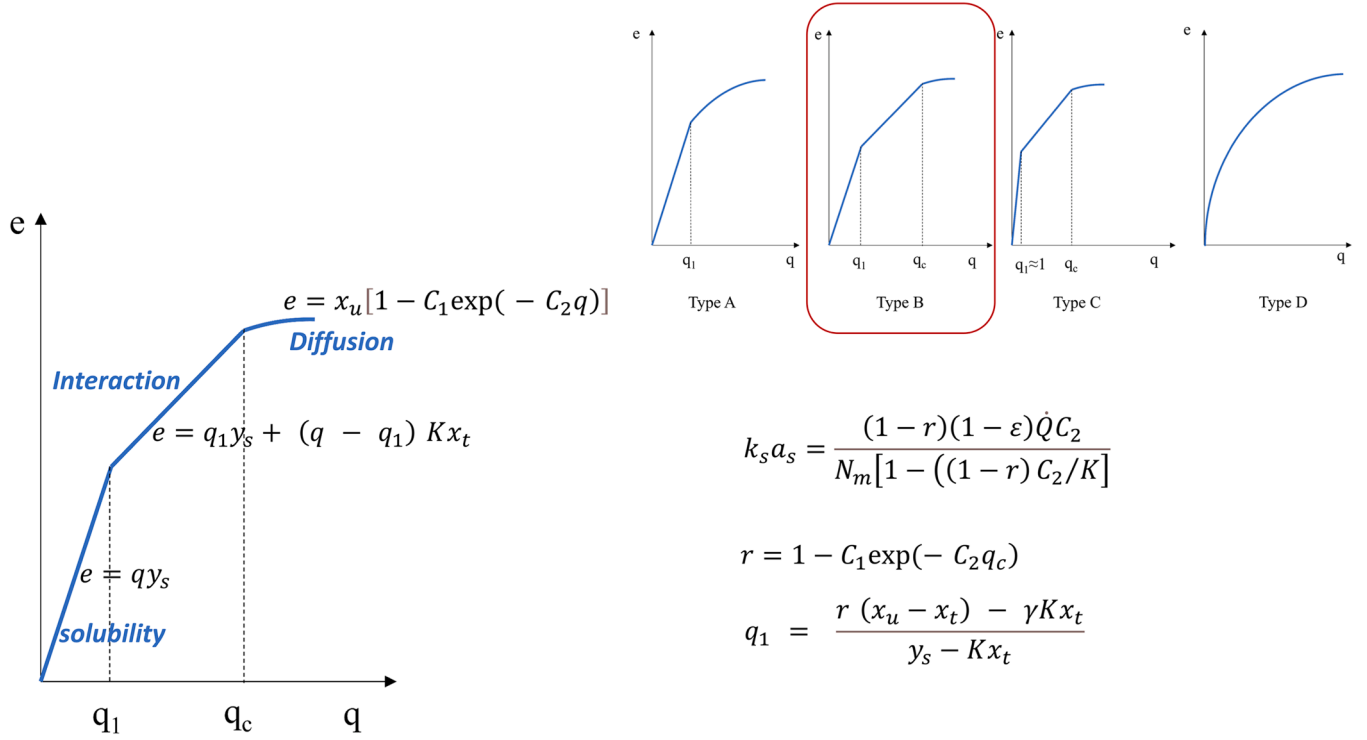 e
e = x_u[1 − C_1exp( − C_2q)]
Diffusion
Interaction
e = q_1y_s + (q − q_1) Kx_t
e = qy_s
solubility
q_1
q_c
q
e
q_1
q
Type A
e
q_1
q_c
q
Type B
e
q_1≈1
q_c
q
Type C
e
q
Type D
k_sa_s = (1 − r)(1 − ε)Q̇C_2 / N_m[1 − ((1 − r) C_2/K]
r = 1 − C_1exp(− C_2q_c)
q_1 = r (x_u − x_t) − γKx_t / y_s − Kx_t